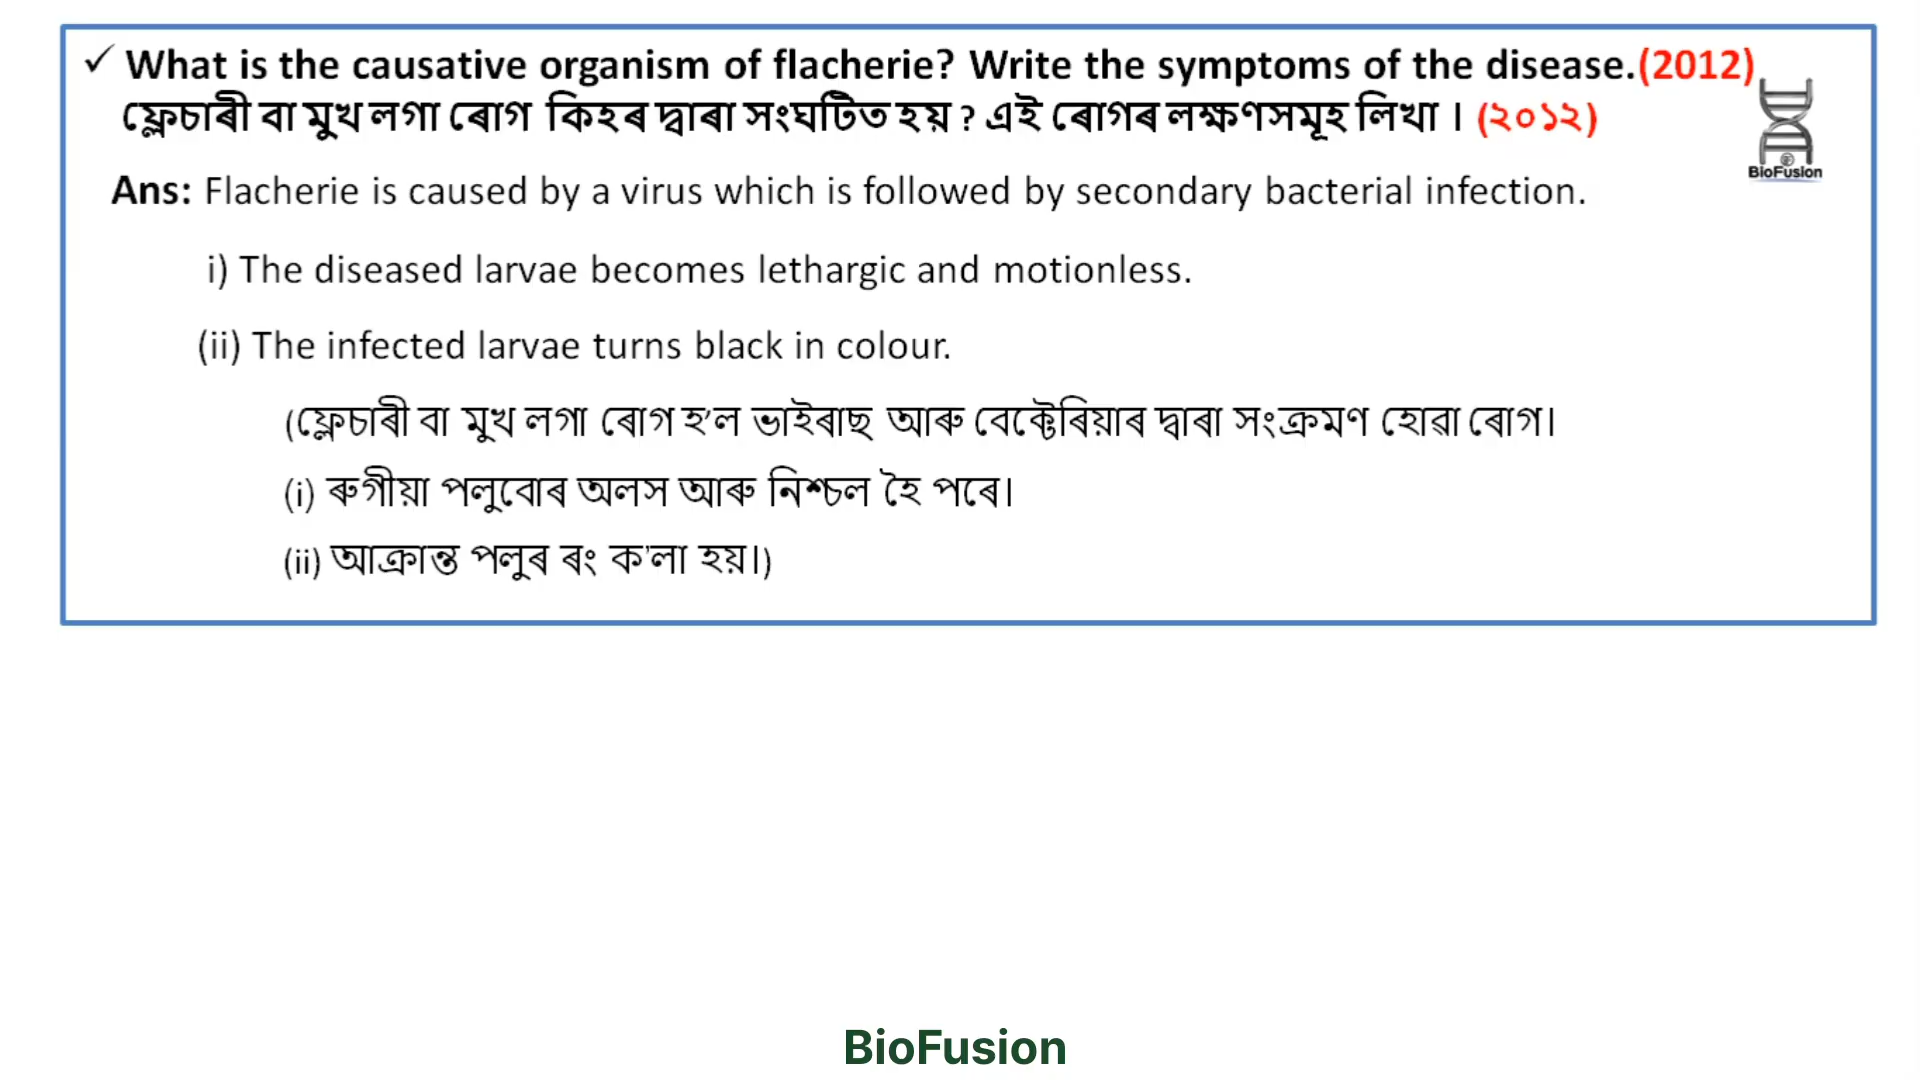 ✓ What is the causative organism of flacherie? Write the symptoms of the disease.(2012)
ফ্লেচাৰী বা মুখ লগা ৰোগ কিহৰ দ্বাৰা সংঘটিত হয় ? এই ৰোগৰ লক্ষণসমূহ লিখা । (২০১২)
BioFusion
Ans: Flacherie is caused by a virus which is followed by secondary bacterial infection.
i) The diseased larvae becomes lethargic and motionless.
(ii) The infected larvae turns black in colour.
(ফ্লেচাৰী বা মুখ লগা ৰোগ হ’ল ভাইৰাছ আৰু বেক্টেৰিয়াৰ দ্বাৰা সংক্ৰমণ হোৱা ৰোগ।
(i) ৰুগীয়া পলুবোৰ অলস আৰু নিশ্চল হৈ পৰে।
(ii) আক্ৰান্ত পলুৰ ৰং ক'লা হয়।)
BioFusion